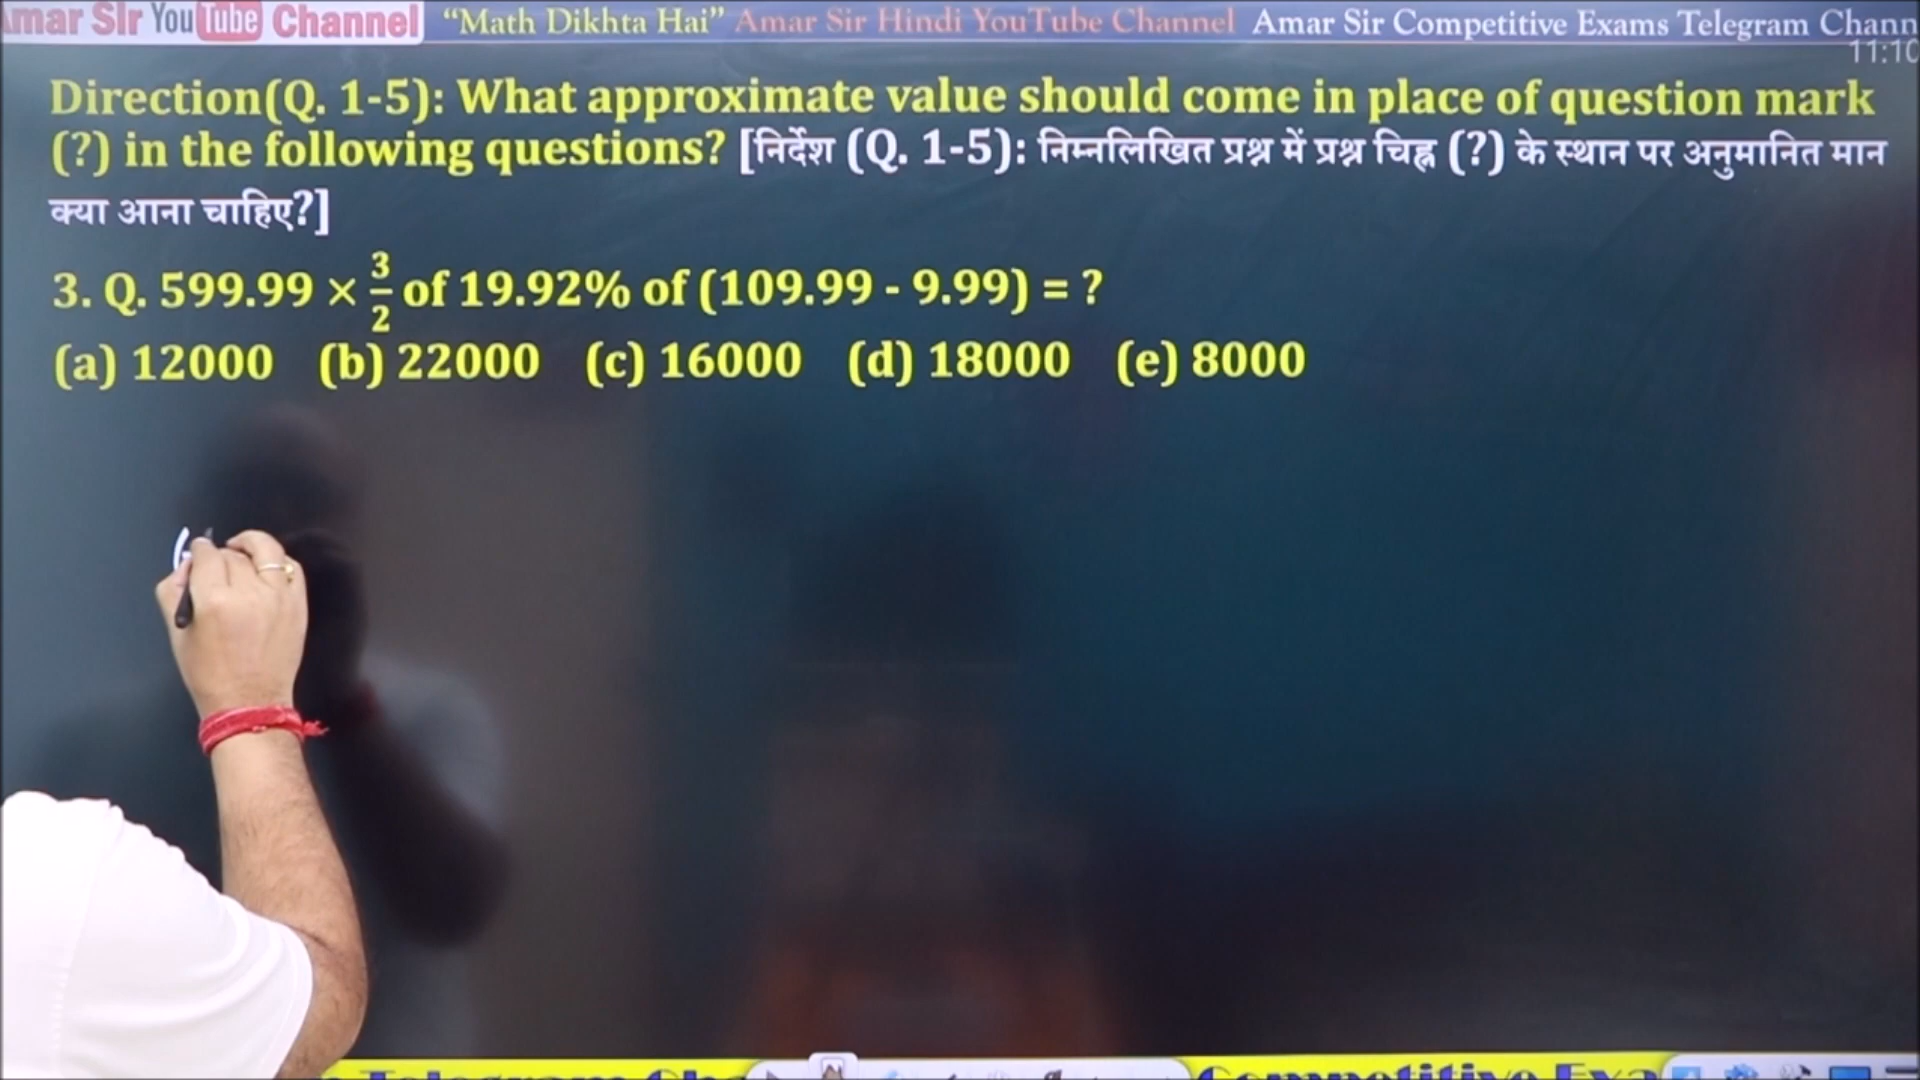 Amar Sir YouTube Channel "Math Dikhta Hai" Amar Sir Hindi YouTube Channel Amar Sir Competitive Exams Telegram Chann
11:10
Direction(Q. 1-5): What approximate value should come in place of question mark
(?) in the following questions? [निर्देश (Q. 1-5): निम्नलिखित प्रश्न में प्रश्न चिह्न (?) के स्थान पर अनुमानित मान
क्या आना चाहिए?]
3. Q. 599.99 × 3/2 of 19.92% of (109.99 - 9.99) = ?
(a) 12000 (b) 22000 (c) 16000 (d) 18000 (e) 8000
Telegram Competitive